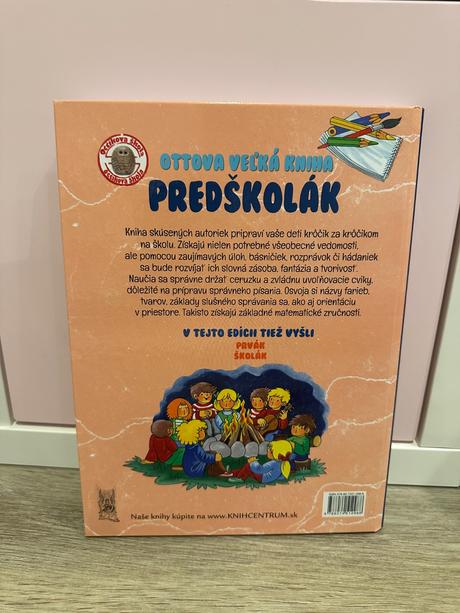 Ottova škola
OTTOVA VEĽKÁ KNIHA
PREDŠKOLÁK
Kniha skúsených autoriek pripraví vaše deti krôčik za krôčikom
na školu. Získajú nielen potrebné všeobecné vedomosti,
ale pomocou zaujímavých úloh, básničiek, rozprávok či hádaniek
sa bude rozvíjať ich slovná zásoba, fantázia a tvorivosť.
Naučia sa správne držať ceruzku a zvládnu uvoľňovacie cviky,
dôležité na prípravu správneho písania. Osvoja si názvy farieb,
tvarov, základy slušného správania sa, ako aj orientáciu
v priestore. Takisto získajú základné matematické zručnosti.
V TEJTO EDÍCII TIEŽ VYŠLI
PRVÁK
ŠKOLÁK
Naše knihy kúpite na www.KNIHCENTRUM.sk